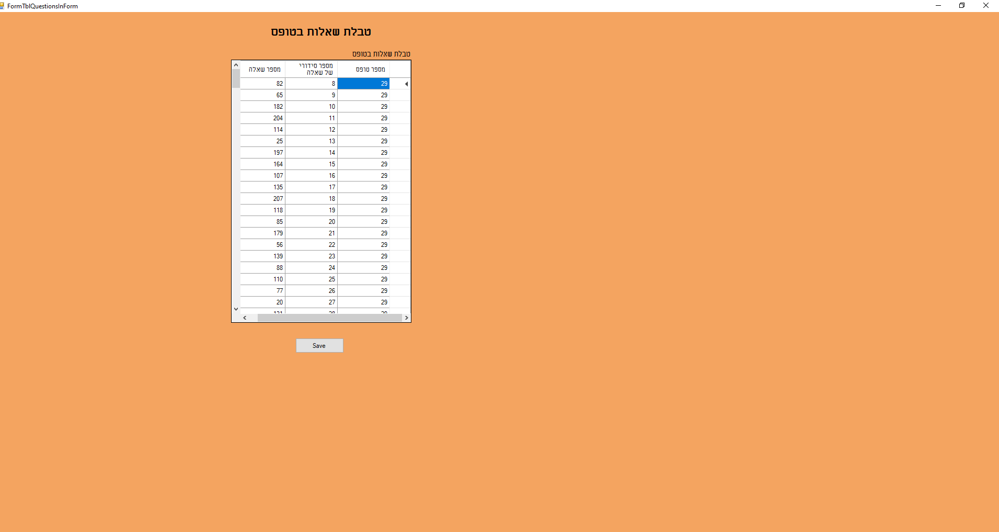 FormTblQuestionsInForm
טבלת שאלות בטופס
טבלת שאלות בטופס
מספר טופס מספר סידורי של שאלה מספר שאלה
29 8 82
29 9 65
29 10 182
29 11 204
29 12 114
29 13 25
29 14 197
29 15 164
29 16 107
29 17 135
29 18 207
29 19 118
29 20 85
29 21 179
29 22 56
29 23 139
29 24 88
29 25 110
29 26 77
29 27 20
Save